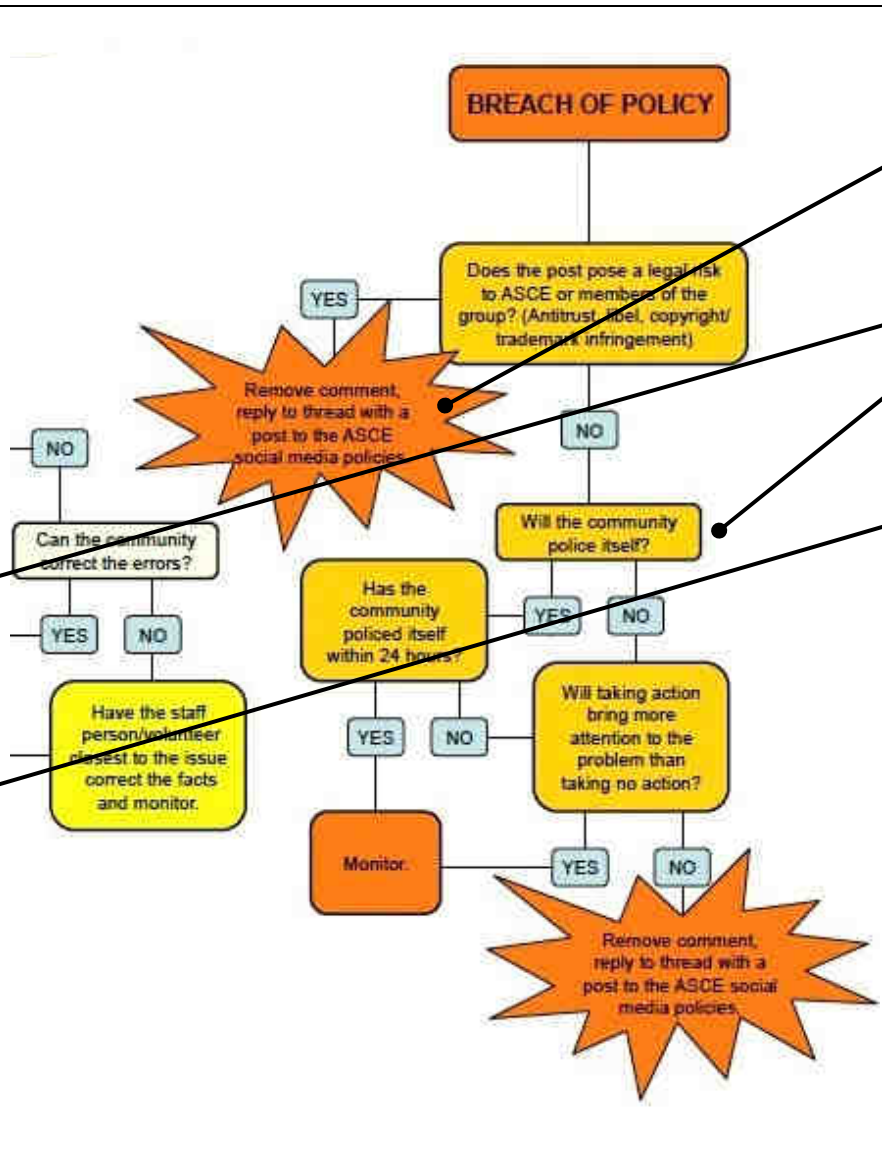 BREACH OF POLICY
Does the post pose a legal risk
to ASCE or members of the
group? (Antitrust, libel, copyright/
trademark infringement)
YES
Remove comment,
reply to thread with a
post to the ASCE
social media policies.
NO
Will the community
police itself?
YES
NO
Has the
community
policed itself
within 24 hours?
YES
NO
Will taking action
bring more
attention to the
problem than
taking no action?
Monitor.
YES
NO
Remove comment,
reply to thread with a
post to the ASCE social
media policies.
NO
Can the community
correct the errors?
YES
NO
Have the staff
person/volunteer
closest to the issue
correct the facts
and monitor.